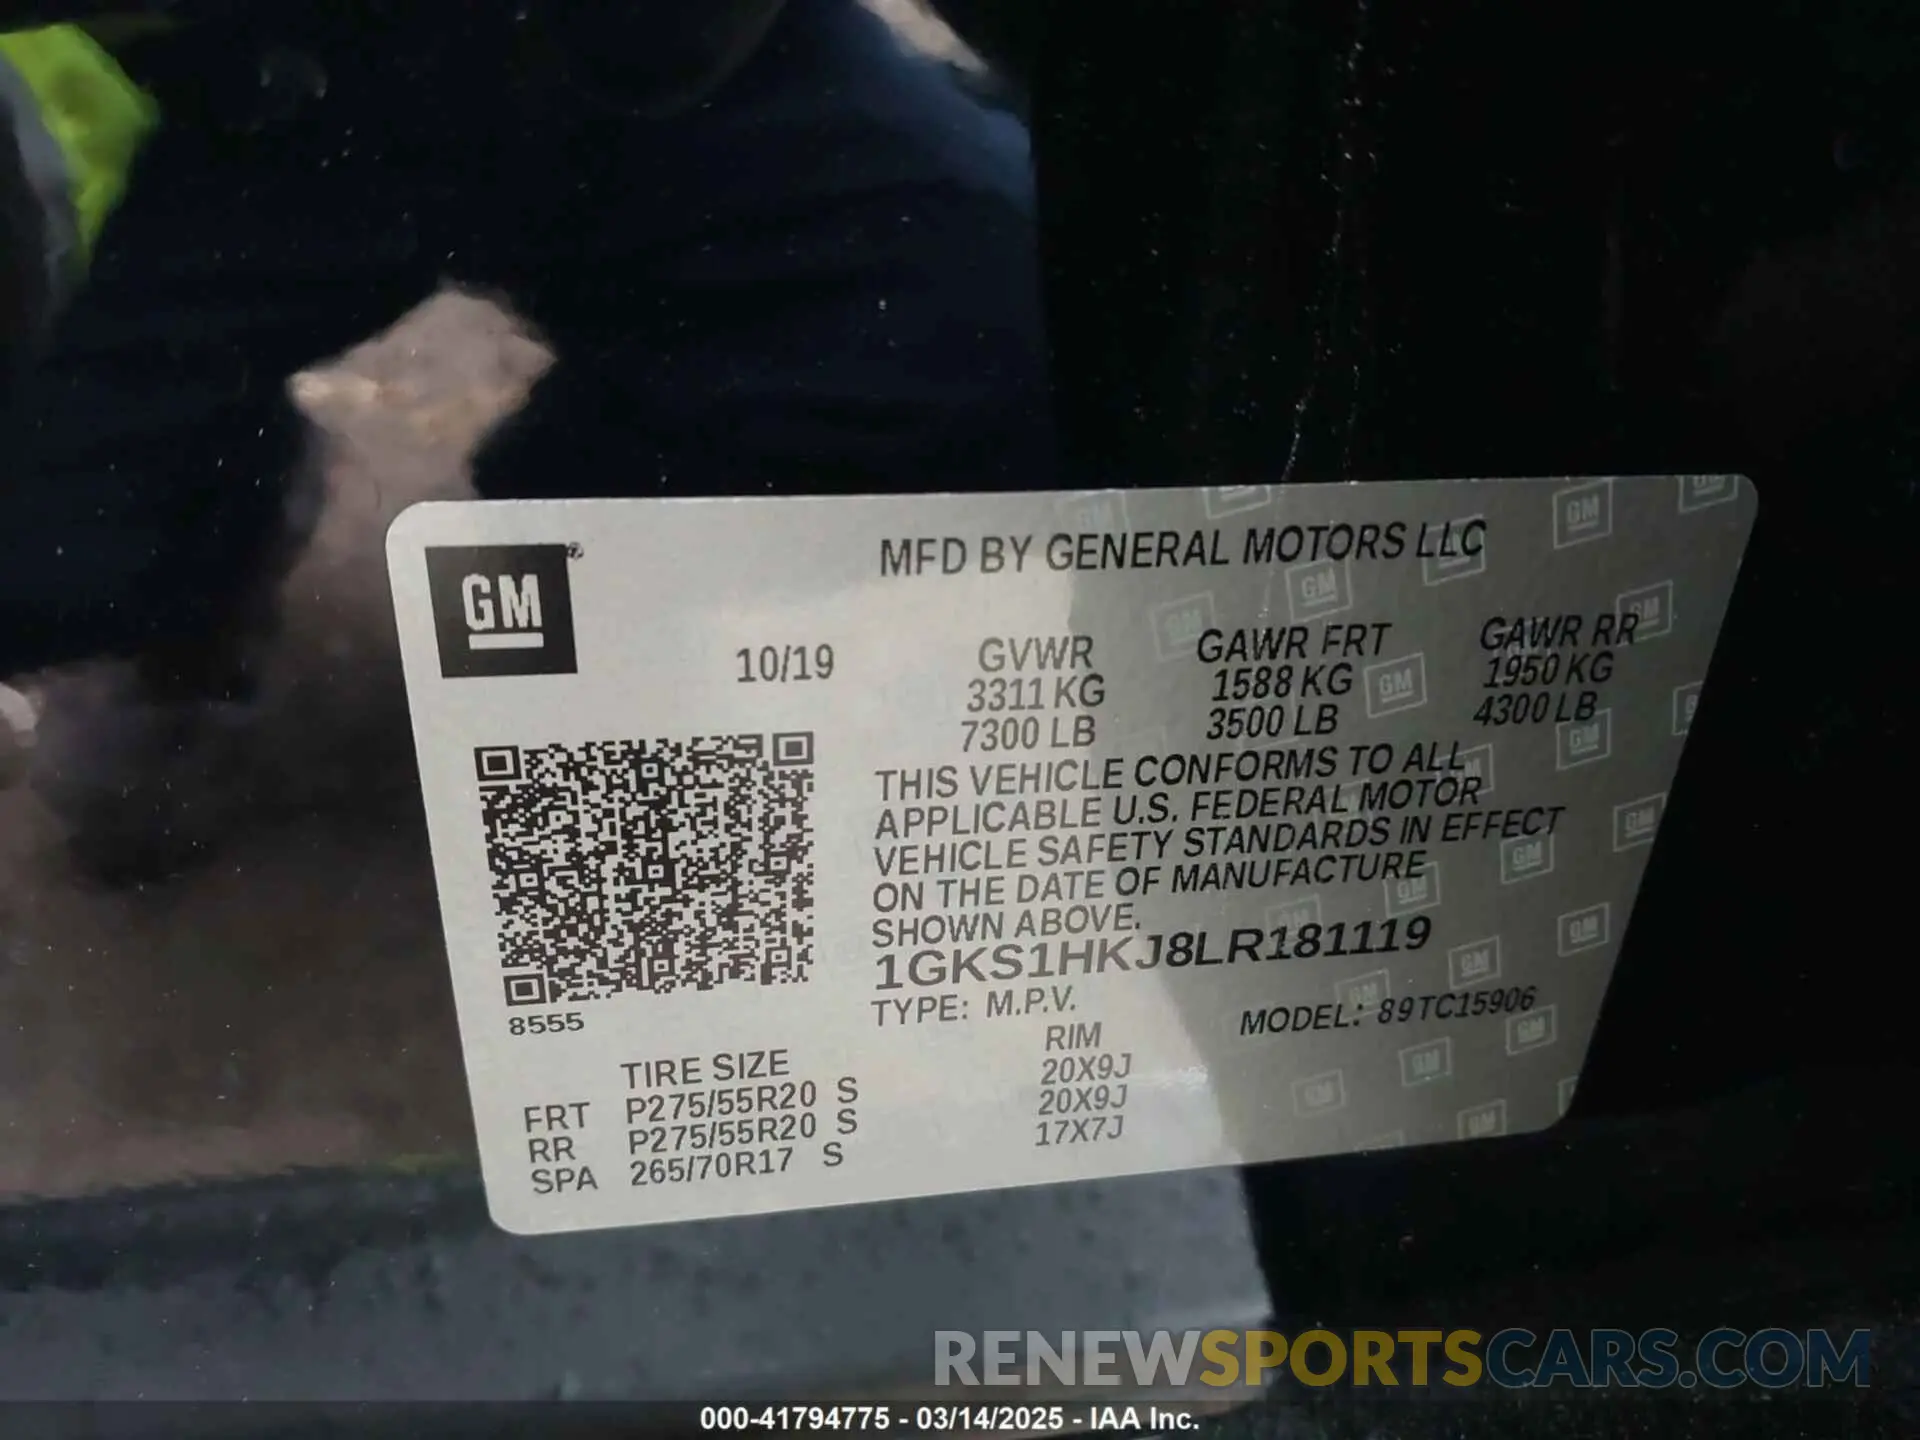 MFD BY GENERAL MOTORS LLC
GM®
10/19 GVWR GAWR FRT GAWR RR
3311 KG 1588 KG 1950 KG
7300 LB 3500 LB 4300 LB
THIS VEHICLE CONFORMS TO ALL
APPLICABLE U.S. FEDERAL MOTOR
VEHICLE SAFETY STANDARDS IN EFFECT
ON THE DATE OF MANUFACTURE
SHOWN ABOVE.
1GKS1HKJ8LR181119
TYPE: M.P.V. MODEL: 89TC15906
8555
TIRE SIZE RIM
FRT P275/55R20 S 20X9J
RR P275/55R20 S 20X9J
SPA 265/70R17 S 17X7J
RENEWSPORTSCARS.COM
000-41794775 - 03/14/2025 - IAA Inc.